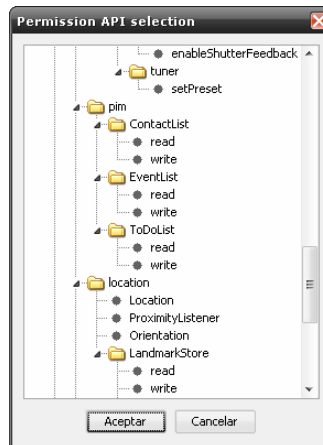 Permission API selection
enableShutterFeedback
tuner
setPreset
pim
ContactList
read
write
EventList
read
write
ToDoList
read
write
location
Location
ProximityListener
Orientation
LandmarkStore
read
write
Aceptar
Cancelar